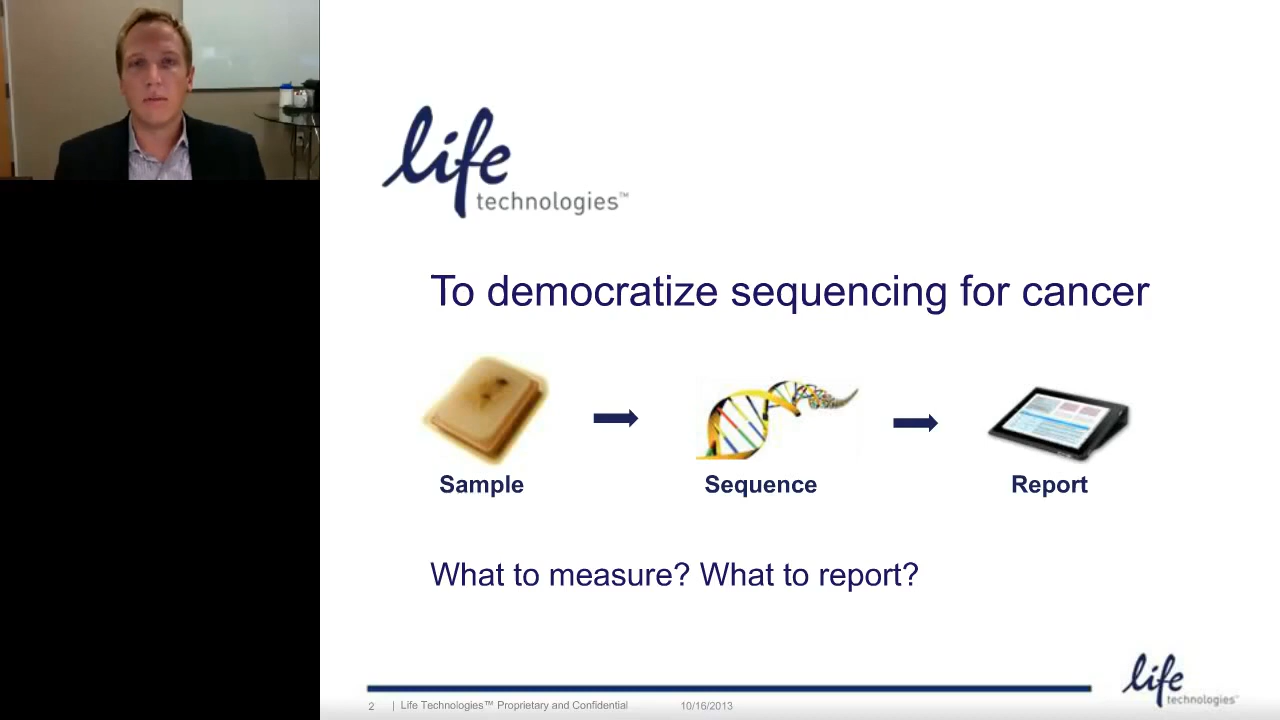 life
technologies™
To democratize sequencing for cancer
Sample
Sequence
Report
What to measure? What to report?
2 | Life Technologies™ Proprietary and Confidential 10/16/2013
life
technologies™